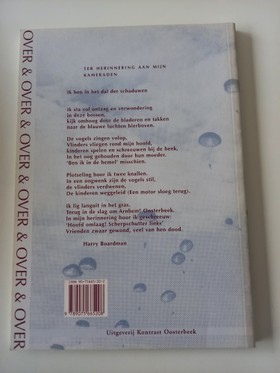 OVER & OVER & OVER & OVER & OVER & OVER
TER HERINNERING AAN MIJN
KAMERADEN
Ik ben in het dal der schaduwen
Ik sta vol ontzag en verwondering
in deze bossen,
kijk omhoog door de bladeren en takken
naar de blauwe luchten hierboven.
De vogels zingen volop,
Vlinders vliegen rond mijn hoofd,
kinderen spelen en schreeuwen bij de beek,
In het oog gehouden door hun moeder.
'Ben ik in de hemel' misschien.
Plotseling hoor ik twee knallen.
In een oogwenk zijn de vogels stil,
de vlinders verdwenen,
De kinderen weggeleid (Een motor sloeg terug).
Ik lig languit in het gras,
Terug in de slag om Arnhem/ Oosterbeek.
In mijn herinnering hoor ik geschreeuw:
'Hoofd omlaag! Scherpschutter links'
Vrienden zwaar gewond, veel van hen dood.
Harry Boardman
Uitgeverij Kontrast Oosterbeek